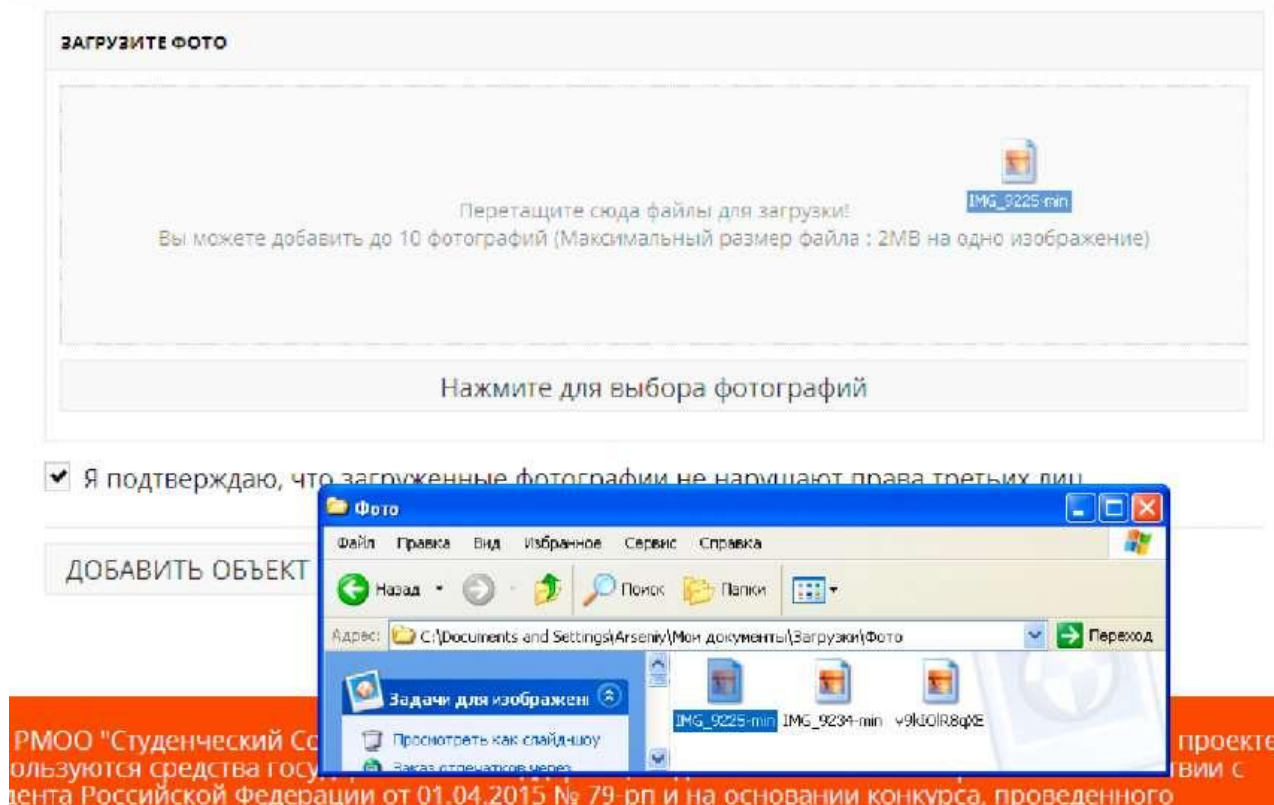 ЗАГРУЗИТЕ ФОТО
IMG_9225-min
Перетащите сюда файлы для загрузки!
Вы можете добавить до 10 фотографий (Максимальный размер файла : 2MB на одно изображение)
Нажмите для выбора фотографий
Я подтверждаю, что загруженные фотографии не нарушают права третьих лиц
Фото
Файл Правка Вид Избранное Сервис Справка
ДОБАВИТЬ ОБЪЕКТ
Назад Поиск Папки
Адрес: C:\Documents and Settings\Arseniy\Мои документы\Загрузки\Фото Переход
Задачи для изображени
IMG_9225-min IMG_9234-min
Просмотреть как слайд-шоу
Заказ отпечатков через
РМОО "Студенческий Со проекте
ользуются средства госу твии с
дента Российской Федерации от 01.04.2015 № 79-рп и на основании конкурса, проведенного